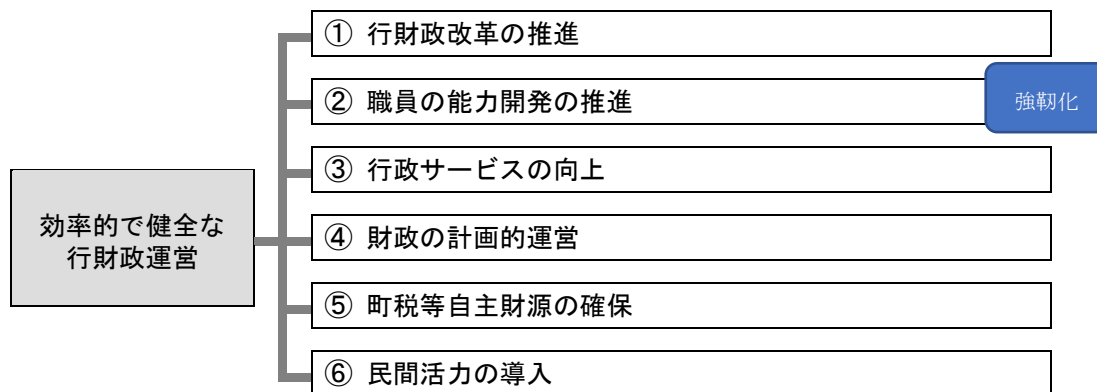 ① 行財政改革の推進
② 職員の能力開発の推進
強靱化
③ 行政サービスの向上
効率的で健全な
行財政運営
④ 財政の計画的運営
⑤ 町税等自主財源の確保
⑥ 民間活力の導入